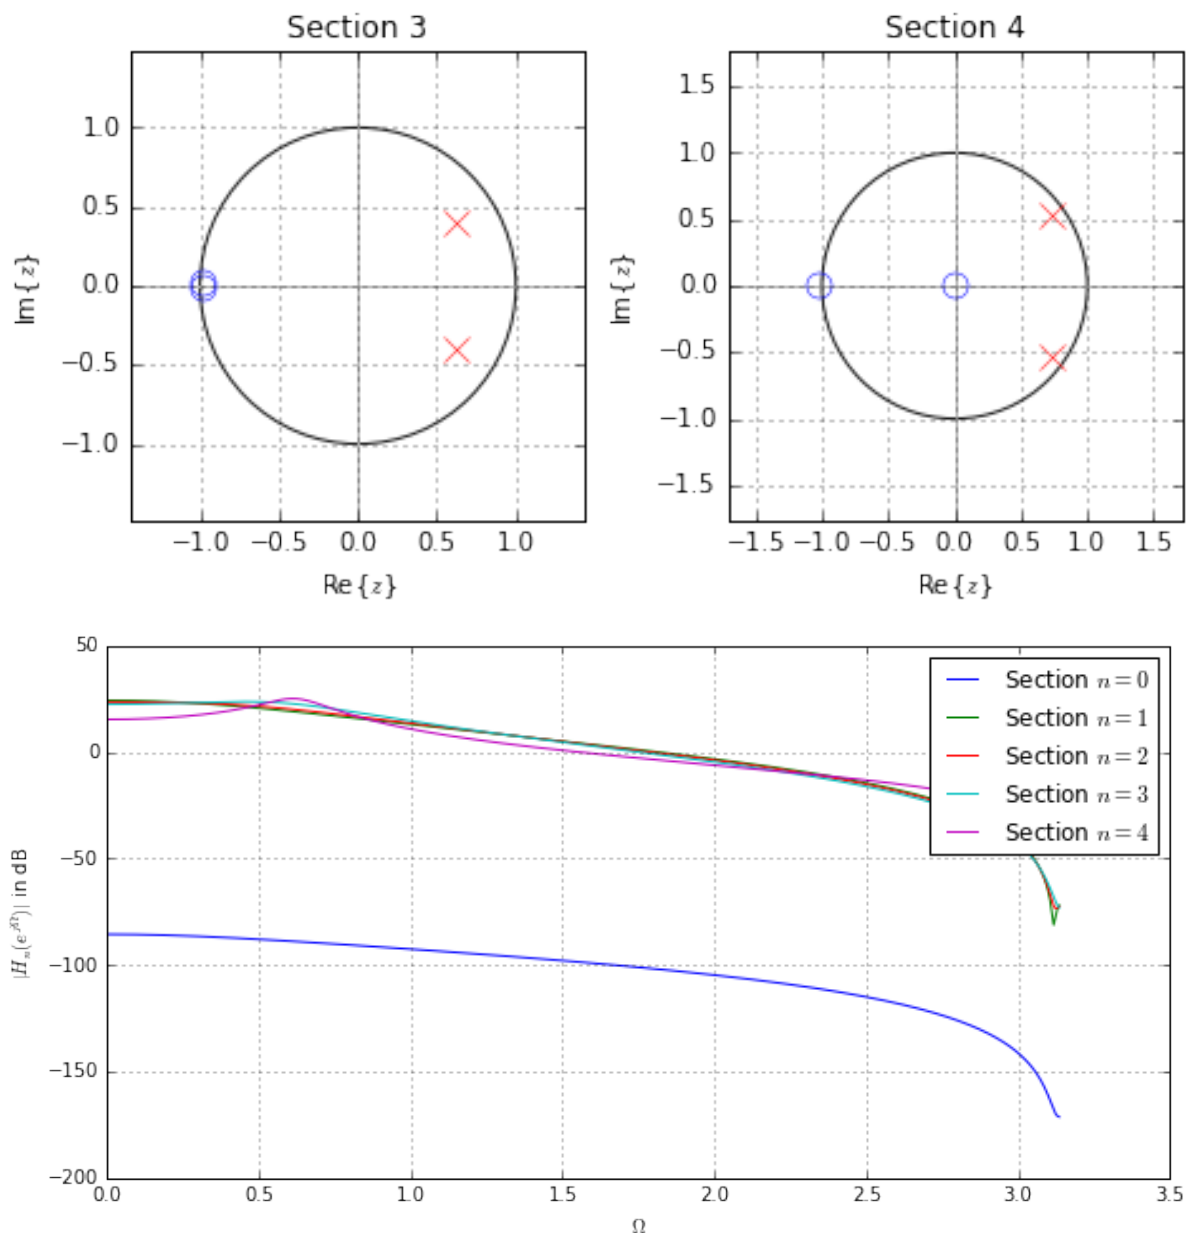 Section 3
Section 4
1.0
0.5
0.0
−0.5
−1.0
Im{z}
−1.0 −0.5 0.0 0.5 1.0
Re{z}
1.5
1.0
0.5
0.0
−0.5
−1.0
−1.5
Im{z}
−1.5 −1.0 −0.5 0.0 0.5 1.0 1.5
Re{z}
50
0
−50
−100
−150
−200
|Hₙ(e^{jΩ})| in dB
Section n = 0
Section n = 1
Section n = 2
Section n = 3
Section n = 4
0.0 0.5 1.0 1.5 2.0 2.5 3.0 3.5
Ω